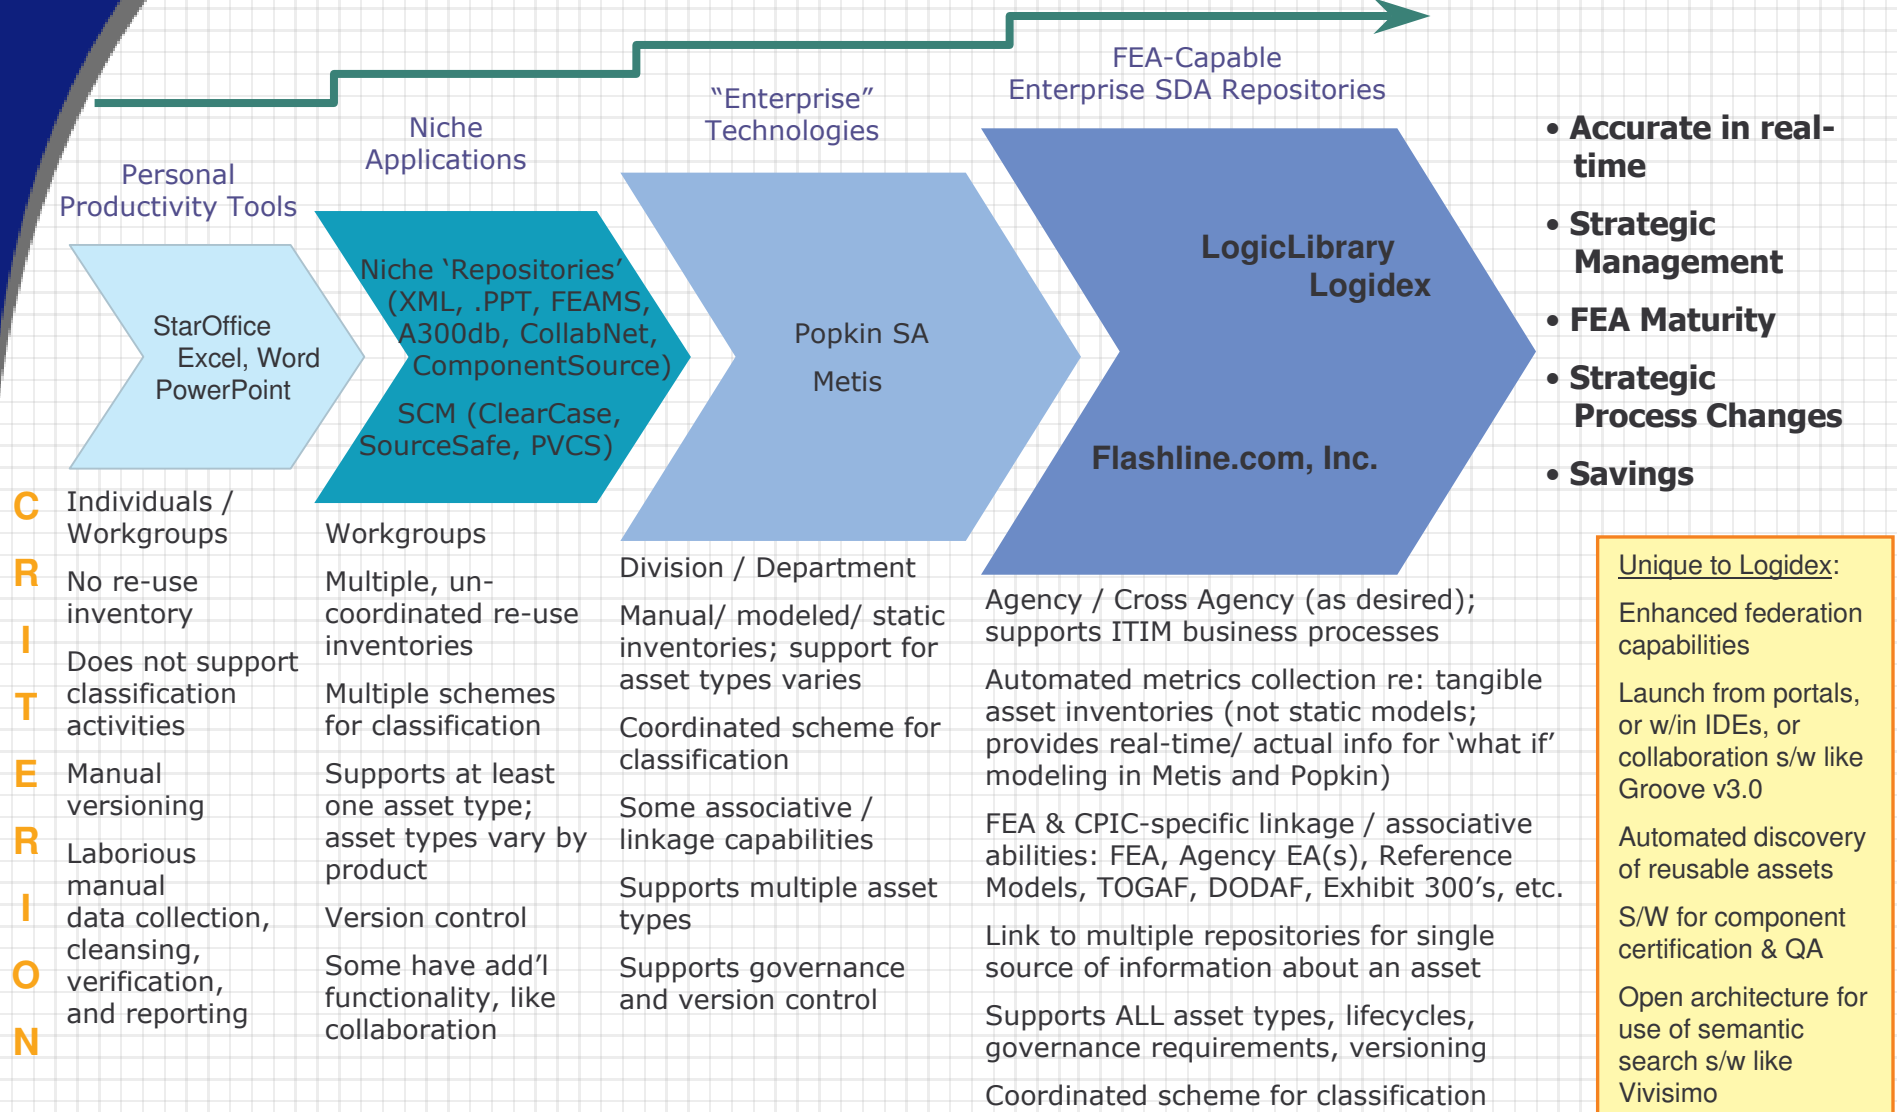 Personal
Productivity Tools
StarOffice
Excel, Word
PowerPoint
C
R
I
T
E
R
I
O
N
Individuals /
Workgroups
No re-use
inventory
Does not support
classification
activities
Manual
versioning
Laborious
manual
data collection,
cleansing,
verification,
and reporting
Niche
Applications
Niche ‘Repositories’
(XML, .PPT, FEAMS,
A300db, CollabNet,
ComponentSource)
SCM (ClearCase,
SourceSafe, PVCS)
Workgroups
Multiple, un-
coordinated re-use
inventories
Multiple schemes
for classification
Supports at least
one asset type;
asset types vary by
product
Version control
Some have add’l
functionality, like
collaboration
“Enterprise”
Technologies
Popkin SA
Metis
Division / Department
Manual/ modeled/ static
inventories; support for
asset types varies
Coordinated scheme for
classification
Some associative /
linkage capabilities
Supports multiple asset
types
Supports governance
and version control
FEA-Capable
Enterprise SDA Repositories
LogicLibrary
Logidex
Flashline.com, Inc.
Agency / Cross Agency (as desired);
supports ITIM business processes
Automated metrics collection re: tangible
asset inventories (not static models;
provides real-time/ actual info for ‘what if’
modeling in Metis and Popkin)
FEA & CPIC-specific linkage / associative
abilities: FEA, Agency EA(s), Reference
Models, TOGAF, DODAF, Exhibit 300’s, etc.
Link to multiple repositories for single
source of information about an asset
Supports ALL asset types, lifecycles,
governance requirements, versioning
Coordinated scheme for classification
• Accurate in real-
time
• Strategic
Management
• FEA Maturity
• Strategic
Process Changes
• Savings
Unique to Logidex:
Enhanced federation
capabilities
Launch from portals,
or w/in IDEs, or
collaboration s/w like
Groove v3.0
Automated discovery
of reusable assets
S/W for component
certification & QA
Open architecture for
use of semantic
search s/w like
Vivisimo